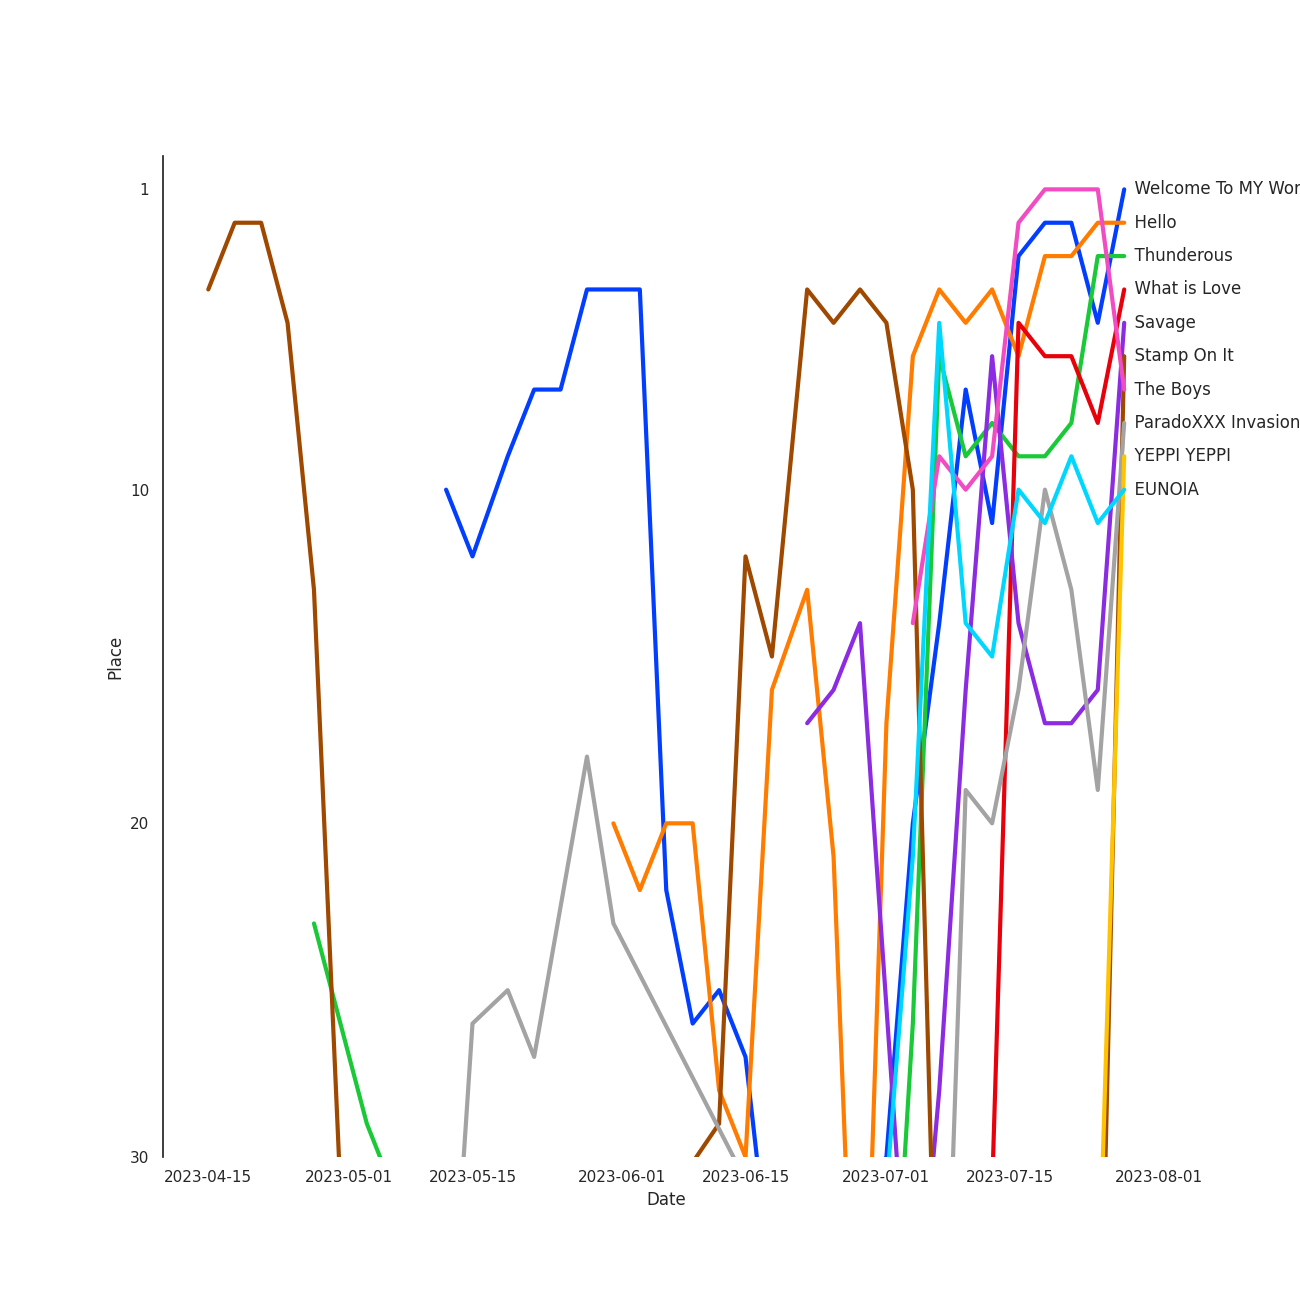 1
10
20
30
Place
2023-04-15
2023-05-01
2023-05-15
2023-06-01
2023-06-15
2023-07-01
2023-07-15
2023-08-01
Date
Welcome To MY Wor
Hello
Thunderous
What is Love
Savage
Stamp On It
The Boys
ParadoXXX Invasion
YEPPI YEPPI
EUNOIA